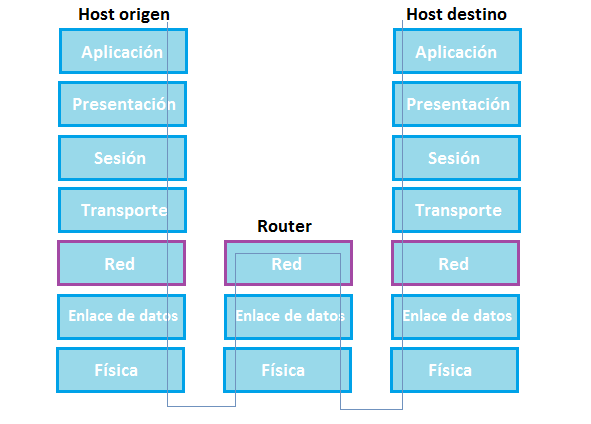 Host origen
Aplicación
Presentación
Sesión
Transporte
Red
Enlace de datos
Física
Router
Red
Enlace de datos
Física
Host destino
Aplicación
Presentación
Sesión
Transporte
Red
Enlace de datos
Física